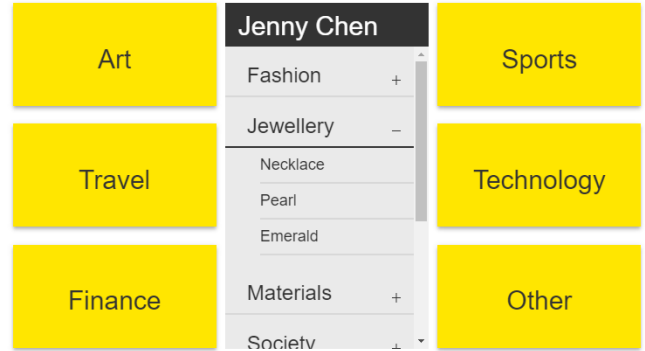 Art
Travel
Finance
Jenny Chen
Fashion +
Jewellery -
Necklace
Pearl
Emerald
Materials +
Society +
Sports
Technology
Other